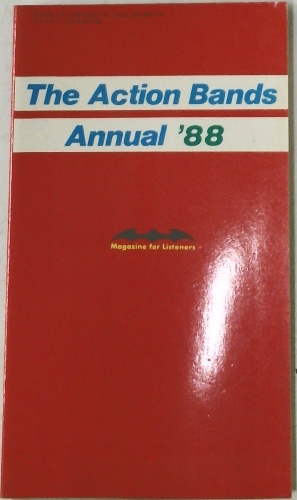 The Action Bands
Annual '88
Magazine for Listeners